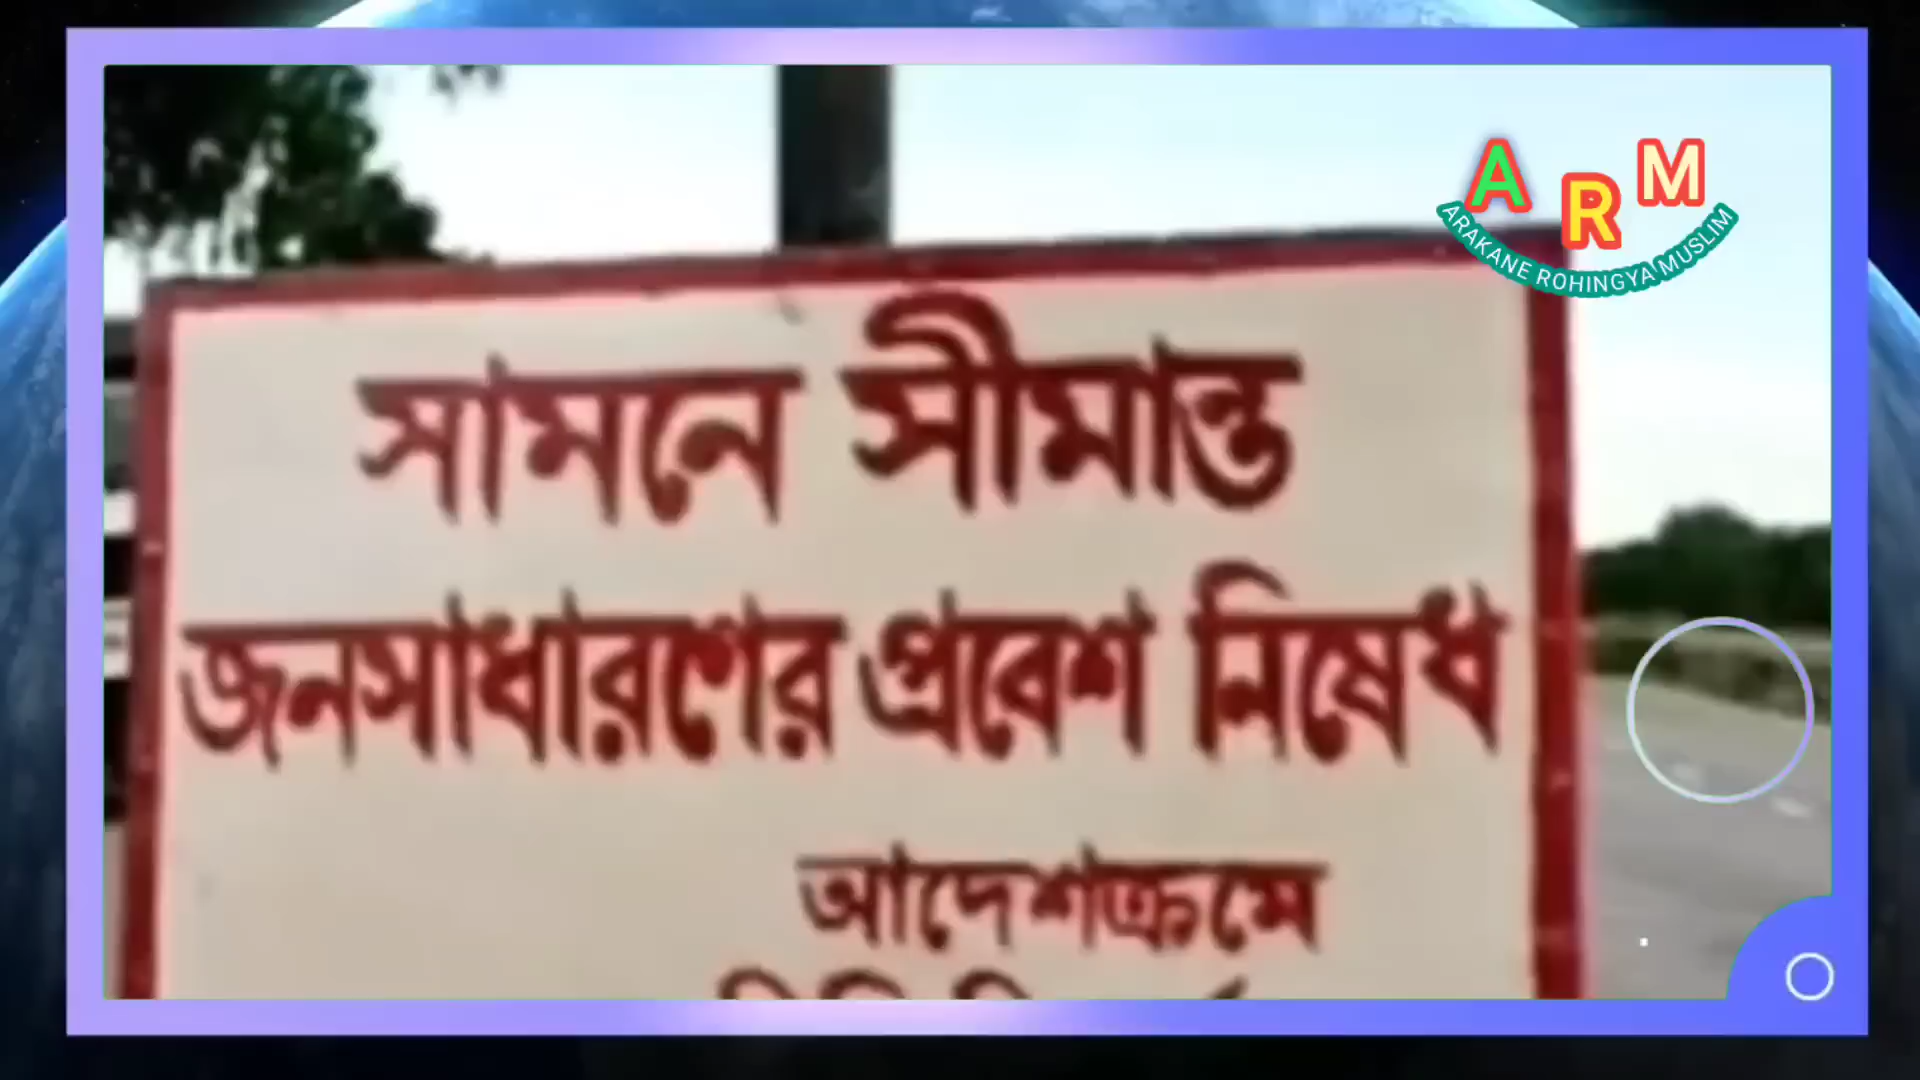 A R M
ARAKANE ROHINGYA MUSLIM
সামনে সীমান্ত
জনসাধারণের প্রবেশ নিষেধ
আদেশক্রমে